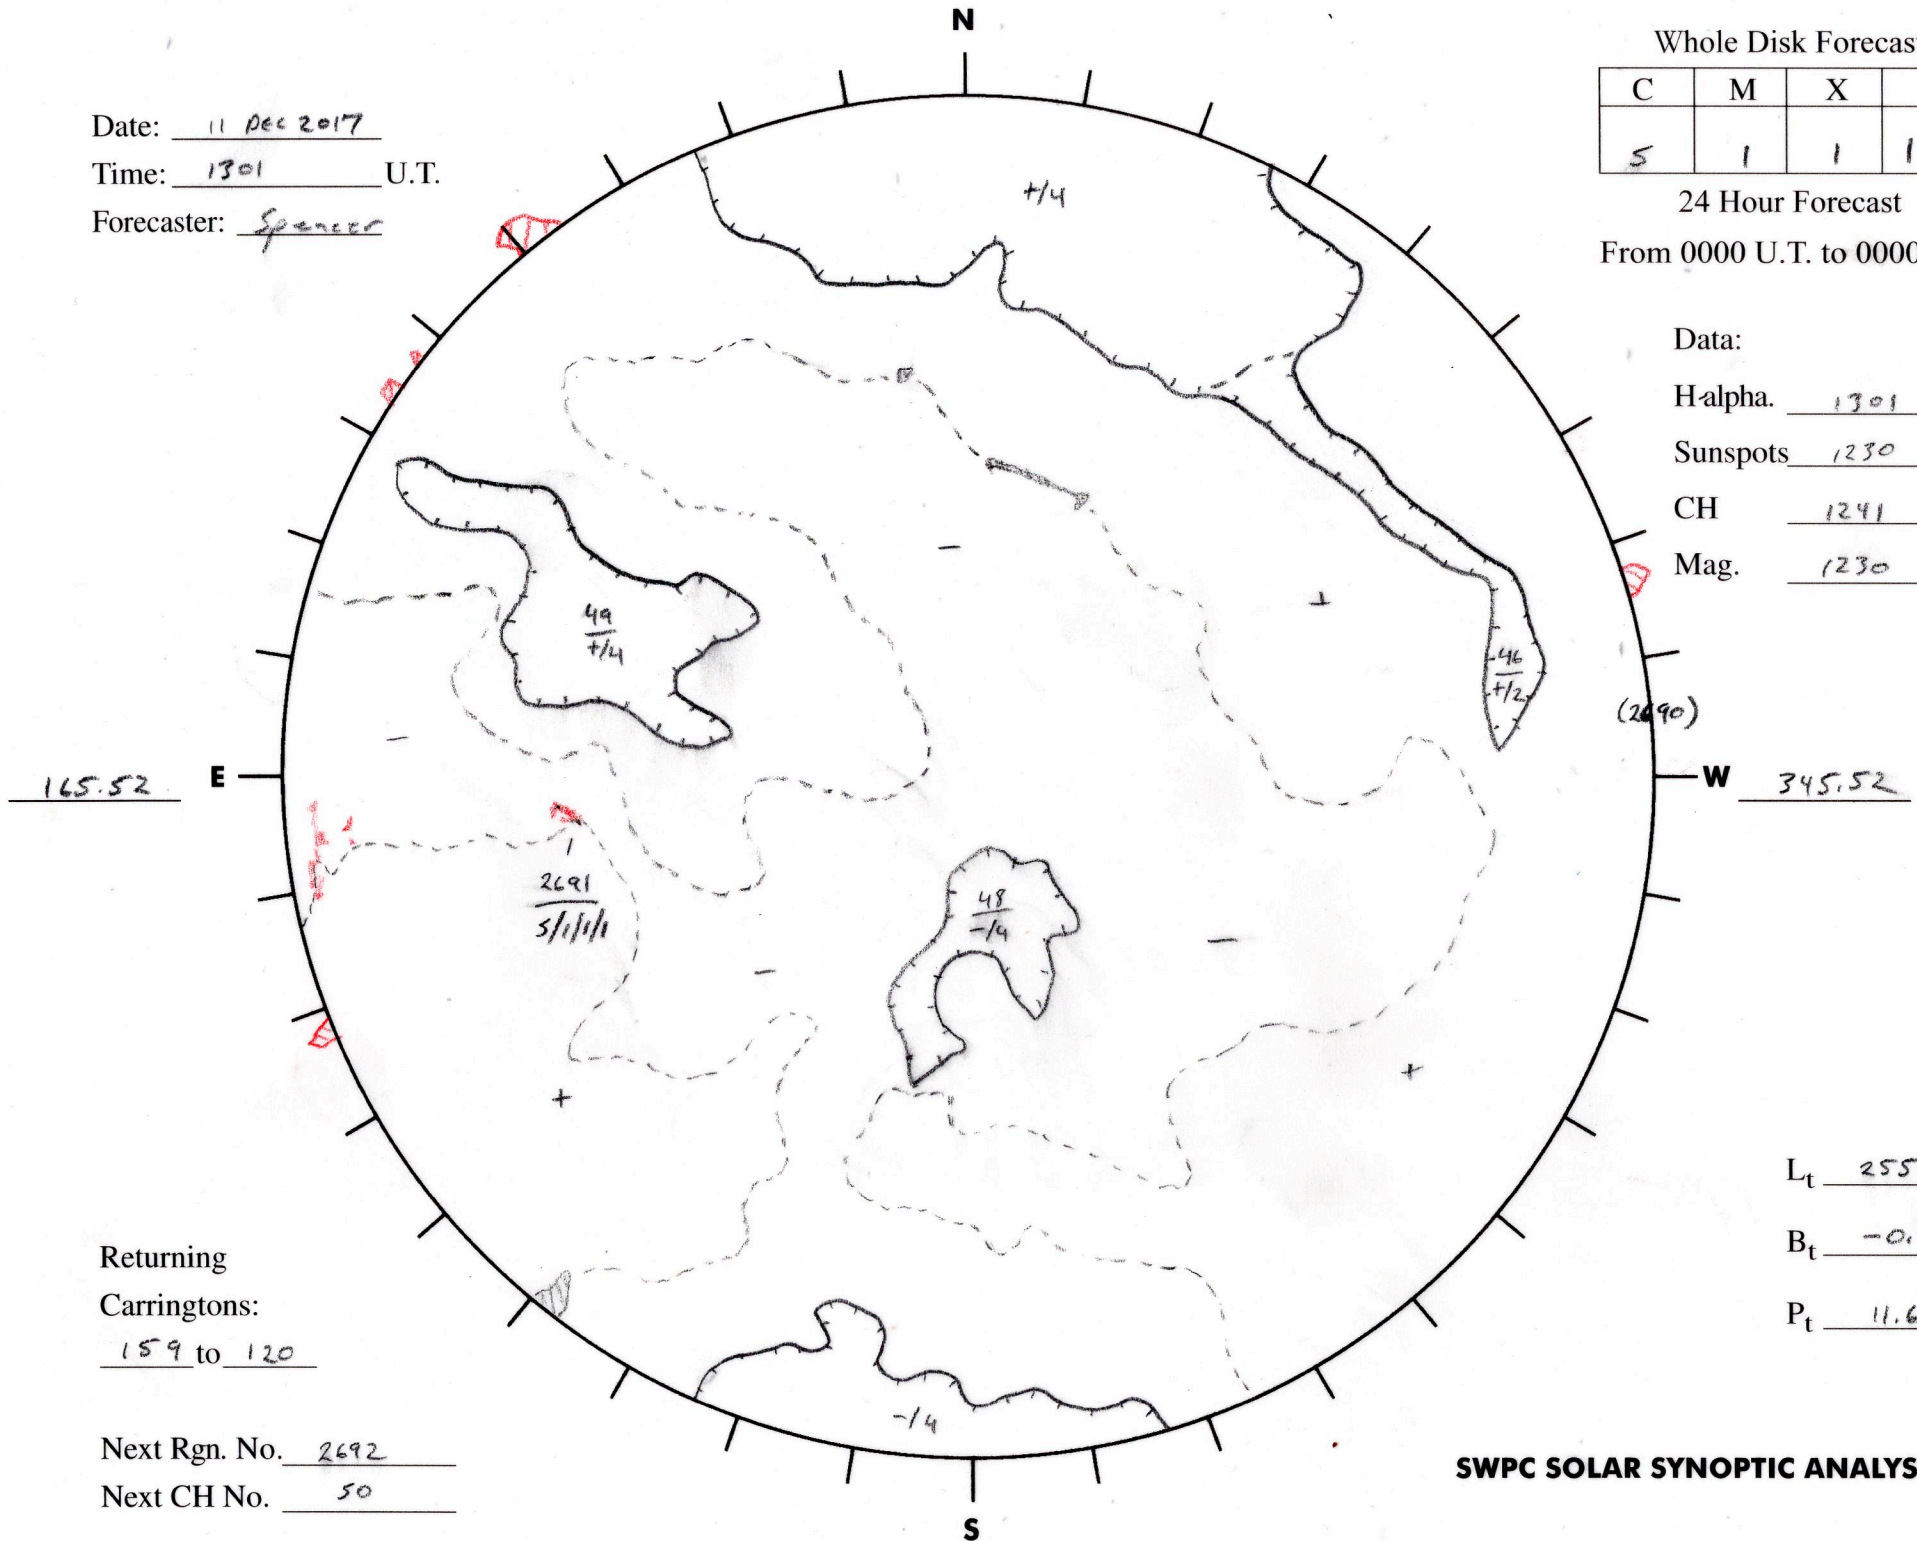 N
Whole Disk Forecas
C M X
5 1 1 1
24 Hour Forecast
From 0000 U.T. to 0000
Date: 11 DEC 2017
Time: 1301 U.T.
Forecaster: Spencer
+/4
Data:
H-alpha. 1301
Sunspots 1230
CH 1241
Mag. 1230
49
+/4
-
+
46
+/2
(2690)
-
165.52 E
W 345.52
1
2691
5/1/1/1/1
48
-/4
-
-
+
+
Lt 255
Bt -0.
Pt 11.6
Returning
Carringtons:
159 to 120
-/4
Next Rgn. No. 2692
Next CH No. 50
S
SWPC SOLAR SYNOPTIC ANALYS